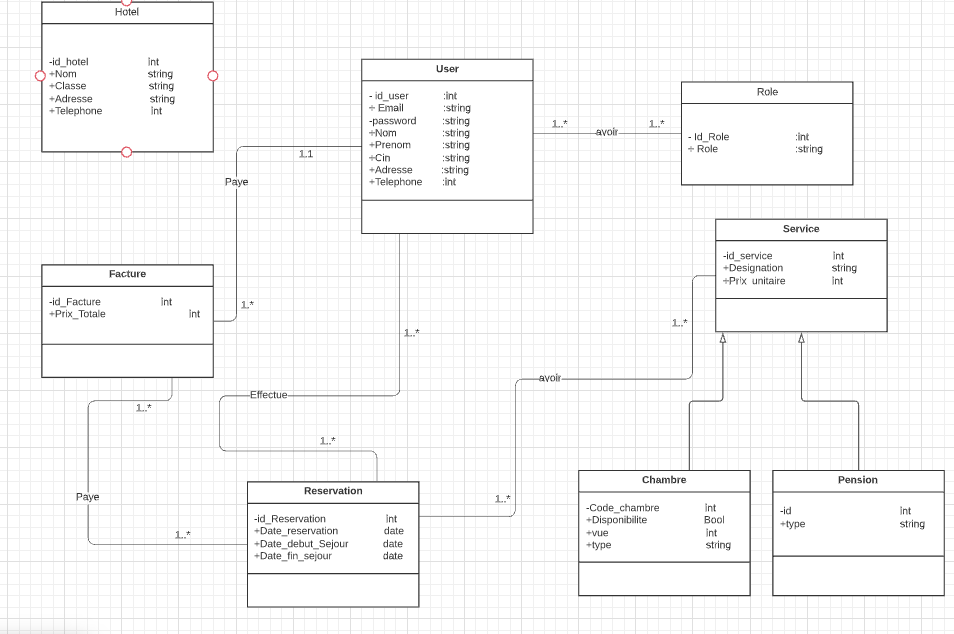 Hotel
-id_hotel int
+Nom string
+Classe string
+Adresse string
+Telephone int
User
- id_user :int
÷ Email :string
-password :string
+Nom :string
+Prenom :string
+Cin :string
+Adresse :string
+Telephone :int
Role
- Id_Role :int
÷ Role :string
1..*
avoir
1..*
1.1
Paye
1..*
Facture
-id_Facture int
+Prix_Totale int
Service
-id_service int
+Designation string
+Prix unitaire int
1..*
1..*
avoir
Effectue
1..*
1..*
Paye
1..*
1..*
Reservation
-id_Reservation int
+Date_reservation date
+Date_debut_Sejour date
+Date_fin_sejour date
Chambre
-Code_chambre int
+Disponibilite Bool
+vue int
+type string
Pension
-id int
+type string